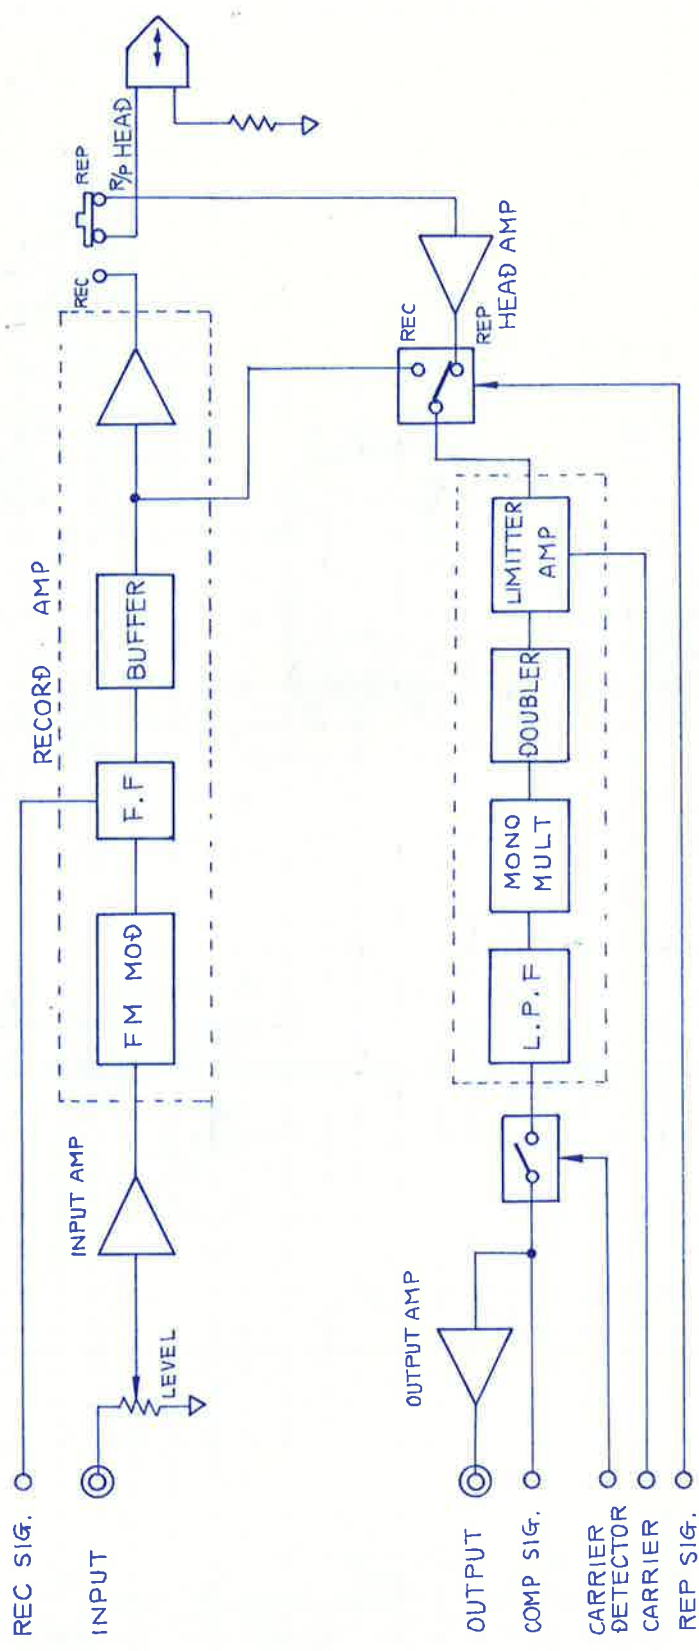 REC SIG.
INPUT
LEVEL
INPUT AMP
RECORD AMP
FM MOD
F.F
BUFFER
REC
REP
R/P HEAD
REC
REP
HEAD AMP
LIMITTER
AMP
DOUBLER
MONO
MULT
L.P.F
OUTPUT AMP
OUTPUT
COMP SIG.
CARRIER
DETECTOR
CARRIER
REP SIG.